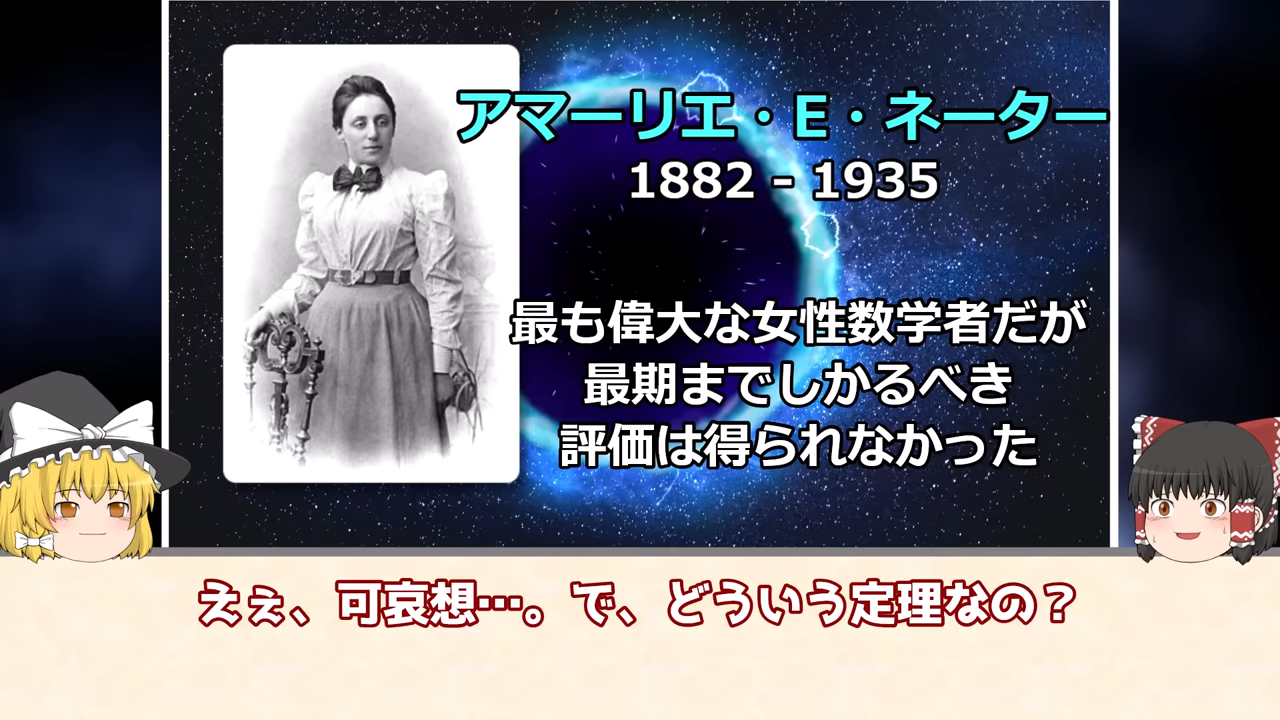 アマーリエ・E・ネーター
1882 - 1935
最も偉大な女性数学者だが
最期までしかるべき
評価は得られなかった
えぇ、可哀想…。で、どういう定理なの？